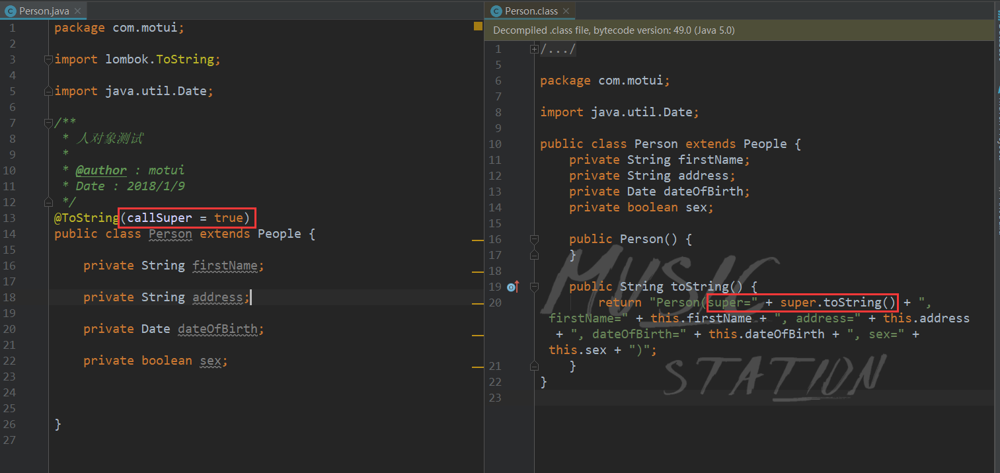 Person.java
1 package com.motui;
2
3 import lombok.ToString;
4
5 import java.util.Date;
6
7 /**
8 * 人对象测试
9 *
10 * @author : motui
11 * Date : 2018/1/9
12 */
13 @ToString(callSuper = true)
14 public class Person extends People {
15
16 private String firstName;
17
18 private String address;
19
20 private Date dateOfBirth;
21
22 private boolean sex;
23
24
25
26 }
27
Person.class
Decompiled .class file, bytecode version: 49.0 (Java 5.0)
1 /.../
5
6 package com.motui;
7
8 import java.util.Date;
9
10 public class Person extends People {
11 private String firstName;
12 private String address;
13 private Date dateOfBirth;
14 private boolean sex;
15
16 public Person() {
17 }
18
19 public String toString() {
20 return "Person(super=" + super.toString() + ",
firstName=" + this.firstName + ", address=" + this.address
+ ", dateOfBirth=" + this.dateOfBirth + ", sex=" +
this.sex + ")";
21 }
22 }
23
MUSIC
STATION